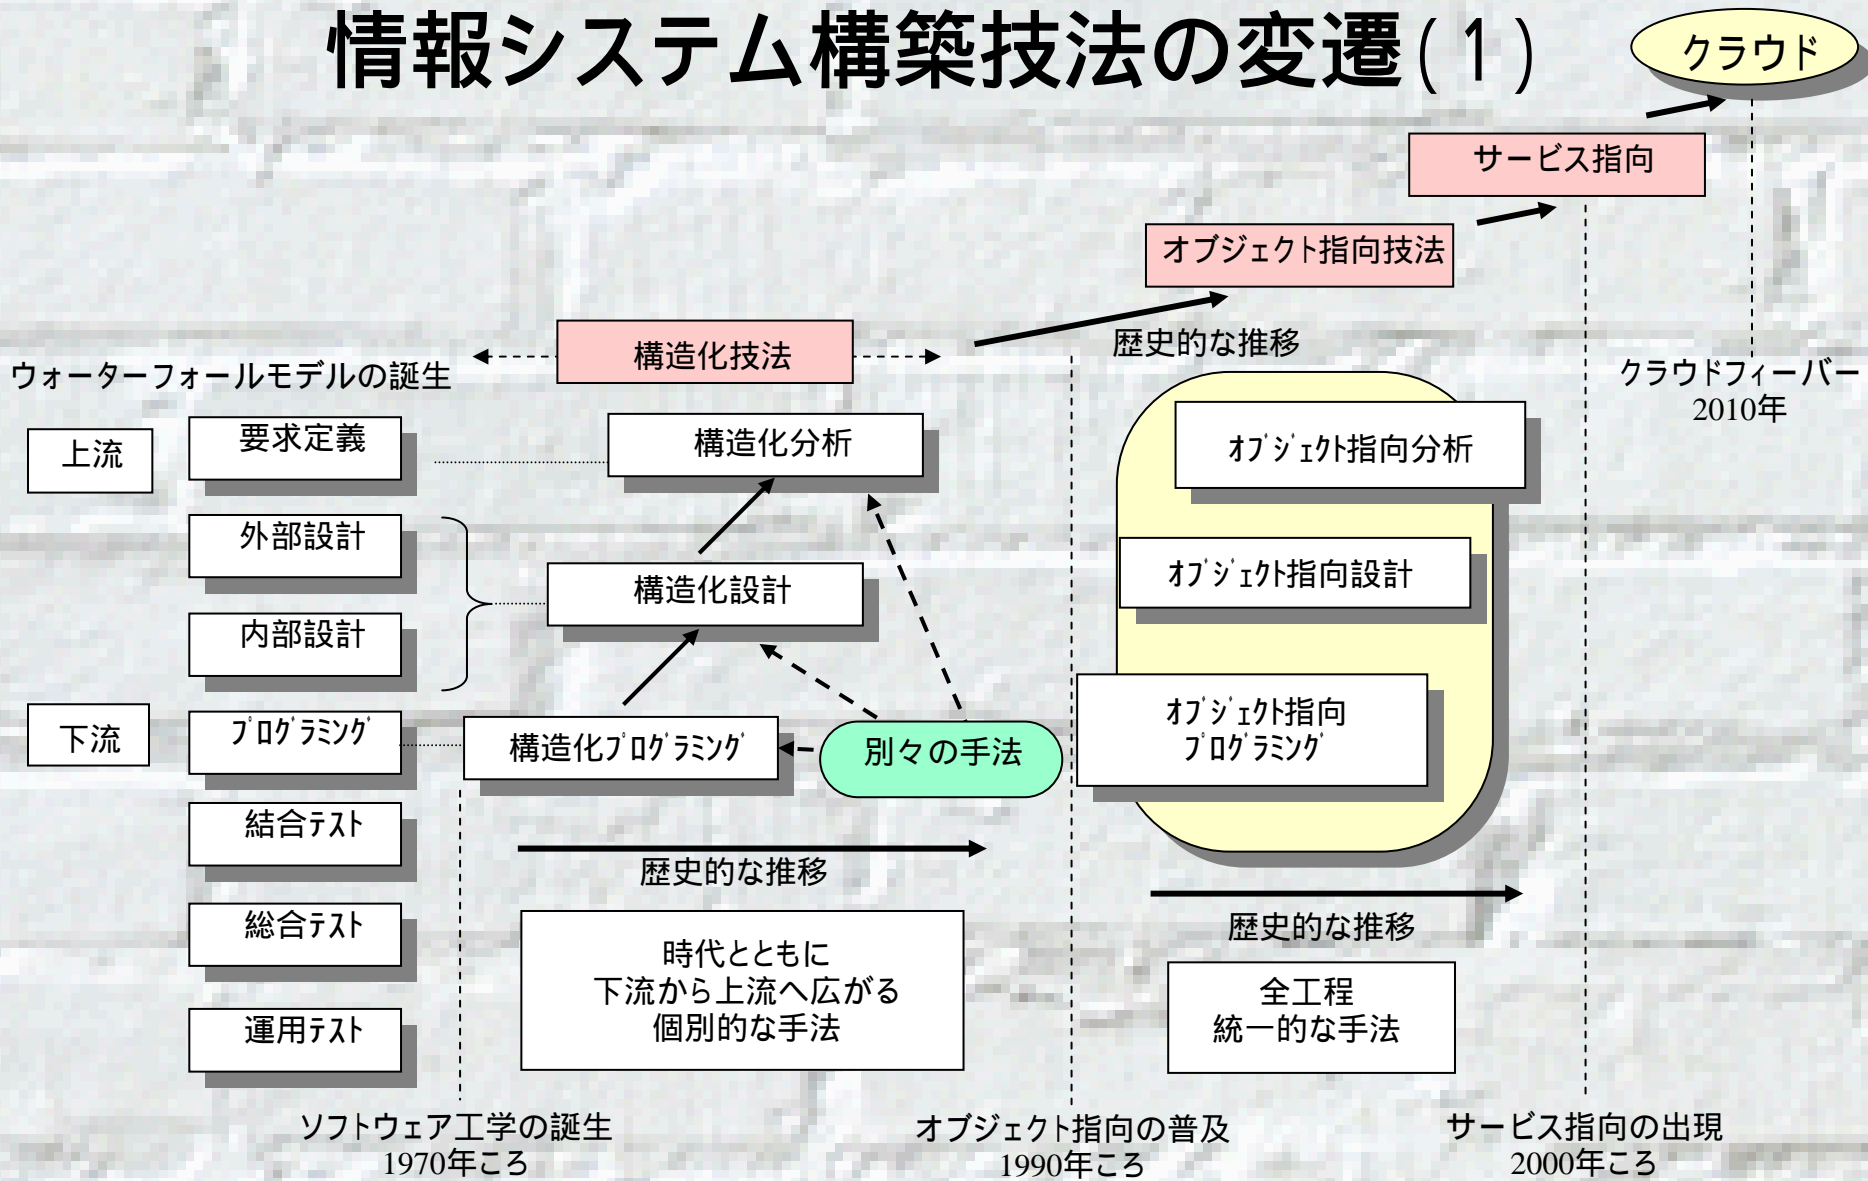 情報システム構築技法の変遷(1)
クラウド
サービス指向
オブジェクト指向技法
歴史的な推移
構造化技法
クラウドフィーバー
2010年
ウォーターフォールモデルの誕生
上流
要求定義
外部設計
内部設計
下流
ﾌﾟﾛｸﾞﾗﾐﾝｸﾞ
結合ﾃｽﾄ
総合ﾃｽﾄ
運用ﾃｽﾄ
構造化分析
構造化設計
構造化ﾌﾟﾛｸﾞﾗﾐﾝｸﾞ
別々の手法
歴史的な推移
時代とともに
下流から上流へ広がる
個別的な手法
ｵﾌﾞｼﾞｪｸﾄ指向分析
ｵﾌﾞｼﾞｪｸﾄ指向設計
ｵﾌﾞｼﾞｪｸﾄ指向
ﾌﾟﾛｸﾞﾗﾐﾝｸﾞ
歴史的な推移
全工程
統一的な手法
ソフトウェア工学の誕生
1970年ころ
オブジェクト指向の普及
1990年ころ
サービス指向の出現
2000年ころ